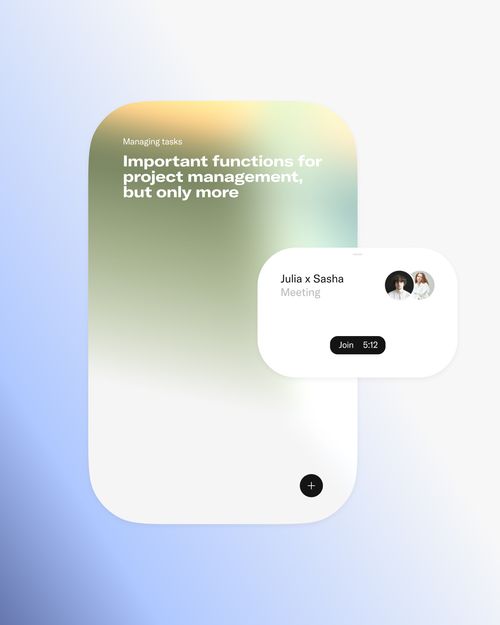 Managing tasks
Important functions for
project management,
but only more
Julia x Sasha
Meeting
Join 5:12